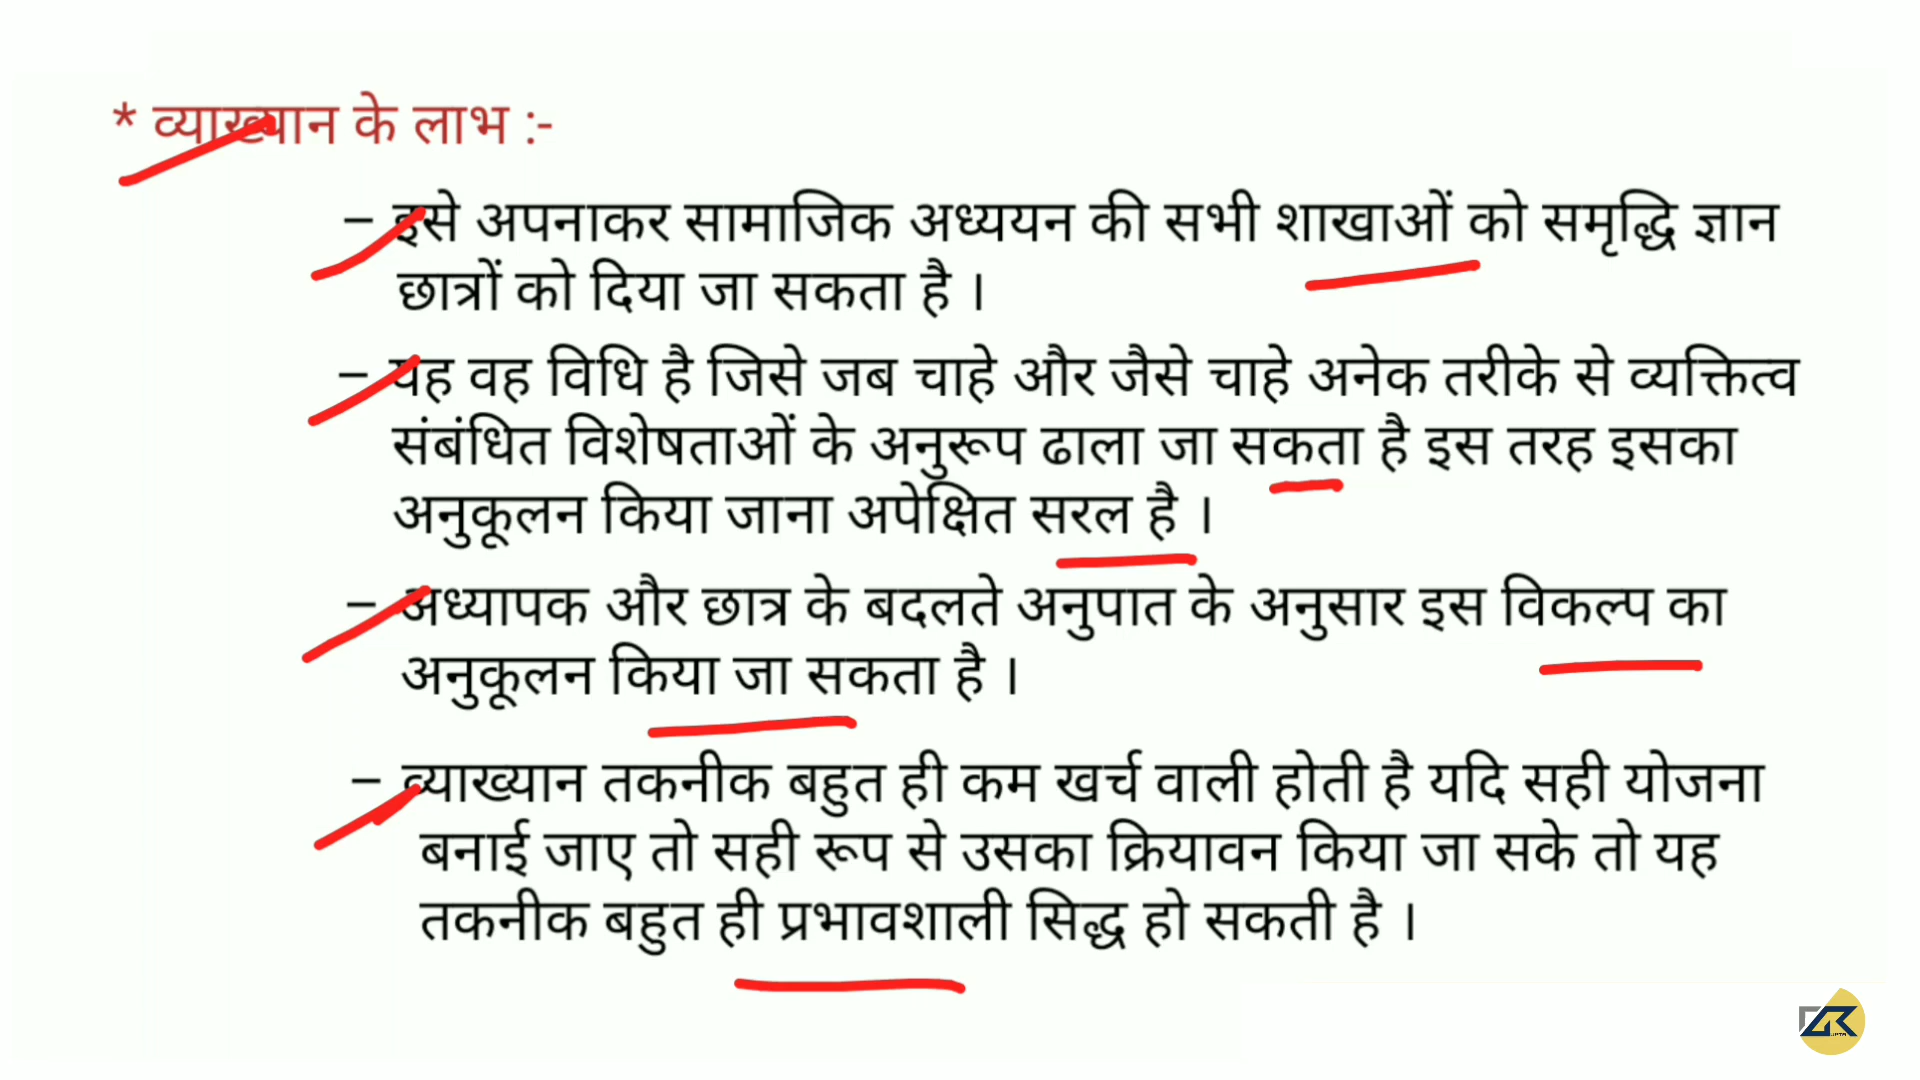 * व्याख्यान के लाभ :-
– इसे अपनाकर सामाजिक अध्ययन की सभी शाखाओं को समृद्धि ज्ञान
छात्रों को दिया जा सकता है ।
– यह वह विधि है जिसे जब चाहे और जैसे चाहे अनेक तरीके से व्यक्तित्व
संबंधित विशेषताओं के अनुरूप ढाला जा सकता है इस तरह इसका
अनुकूलन किया जाना अपेक्षित सरल है ।
– अध्यापक और छात्र के बदलते अनुपात के अनुसार इस विकल्प का
अनुकूलन किया जा सकता है ।
– व्याख्यान तकनीक बहुत ही कम खर्च वाली होती है यदि सही योजना
बनाई जाए तो सही रूप से उसका क्रियावन किया जा सके तो यह
तकनीक बहुत ही प्रभावशाली सिद्ध हो सकती है ।